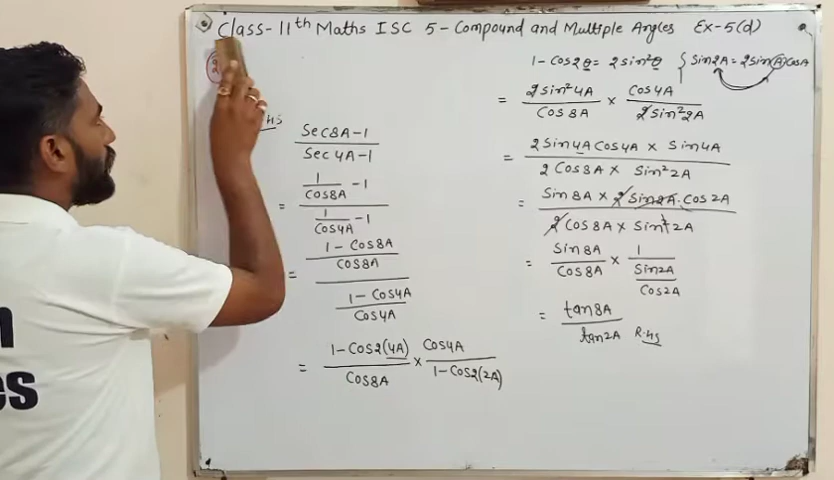 Class-11th Maths ISC 5-Compound and Multiple Angles Ex-5(d)
Sec8A-1
Sec4A-1
= 1/Cos8A -1
1/Cos4A -1
= 1-Cos8A / Cos8A
1-Cos4A / Cos4A
= 1-Cos2(4A) / Cos8A × Cos4A / 1-Cos2(2A)
1-Cos2θ = 2sin²θ { Sin2A=2Sin(A)CosA
= 2Sin²4A / Cos8A × Cos4A / 2Sin²2A
= 2Sin4A Cos4A × Sin4A / 2Cos8A × Sin²2A
= Sin8A × 2Sin2A.Cos2A / 2Cos8A × Sin²2A
= Sin8A / Cos8A × 1 / Sin2A / Cos2A
= tan8A / tan2A R.HS